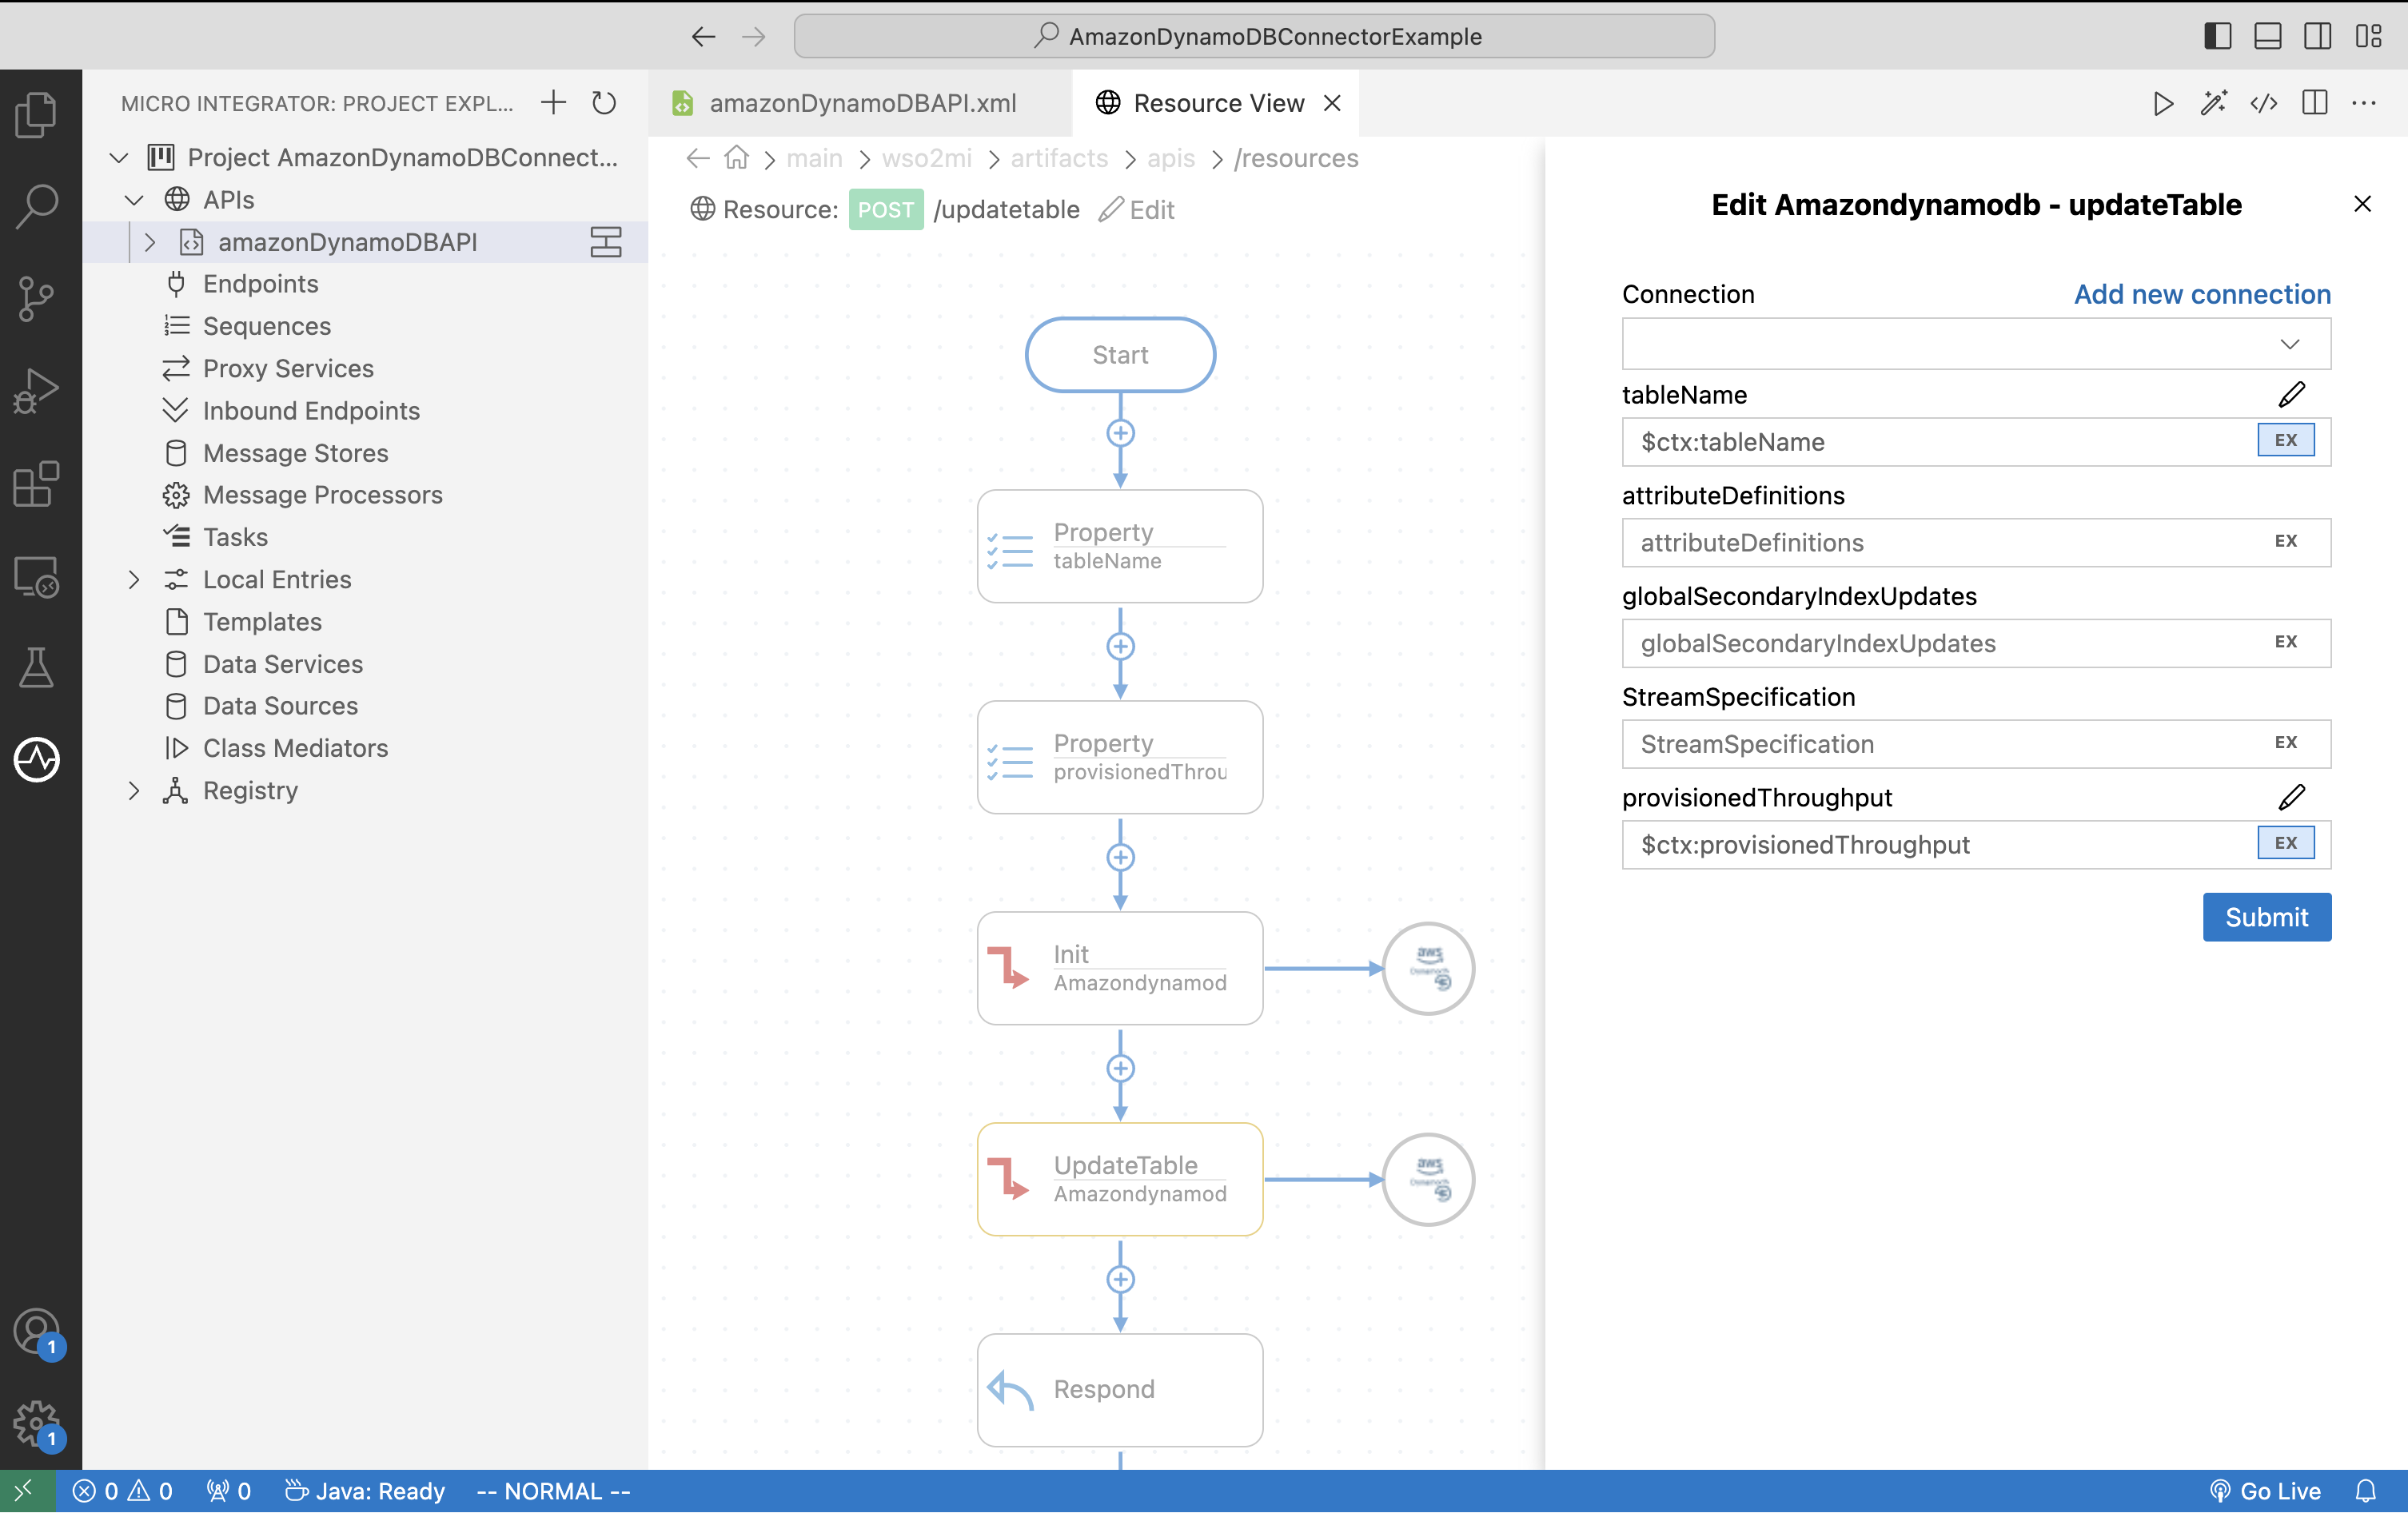 AmazonDynamoDBConnectorExample
MICRO INTEGRATOR: PROJECT EXPL...
Project AmazonDynamoDBConnect...
APIs
amazonDynamoDBAPI
Endpoints
Sequences
Proxy Services
Inbound Endpoints
Message Stores
Message Processors
Tasks
Local Entries
Templates
Data Services
Data Sources
Class Mediators
Registry
1
1
amazonDynamoDBAPI.xml
Resource View
main > wso2mi > artifacts > apis > /resources
Resource: POST /updatetable Edit
Start
Property
tableName
Property
provisionedThrou
Init
Amazondynamod
aws
UpdateTable
Amazondynamod
aws
Respond
Edit Amazondynamodb - updateTable
Connection Add new connection
tableName
$ctx:tableName EX
attributeDefinitions
attributeDefinitions EX
globalSecondaryIndexUpdates
globalSecondaryIndexUpdates EX
StreamSpecification
StreamSpecification EX
provisionedThroughput
$ctx:provisionedThroughput EX
Submit
0 0 0 Java: Ready -- NORMAL -- Go Live